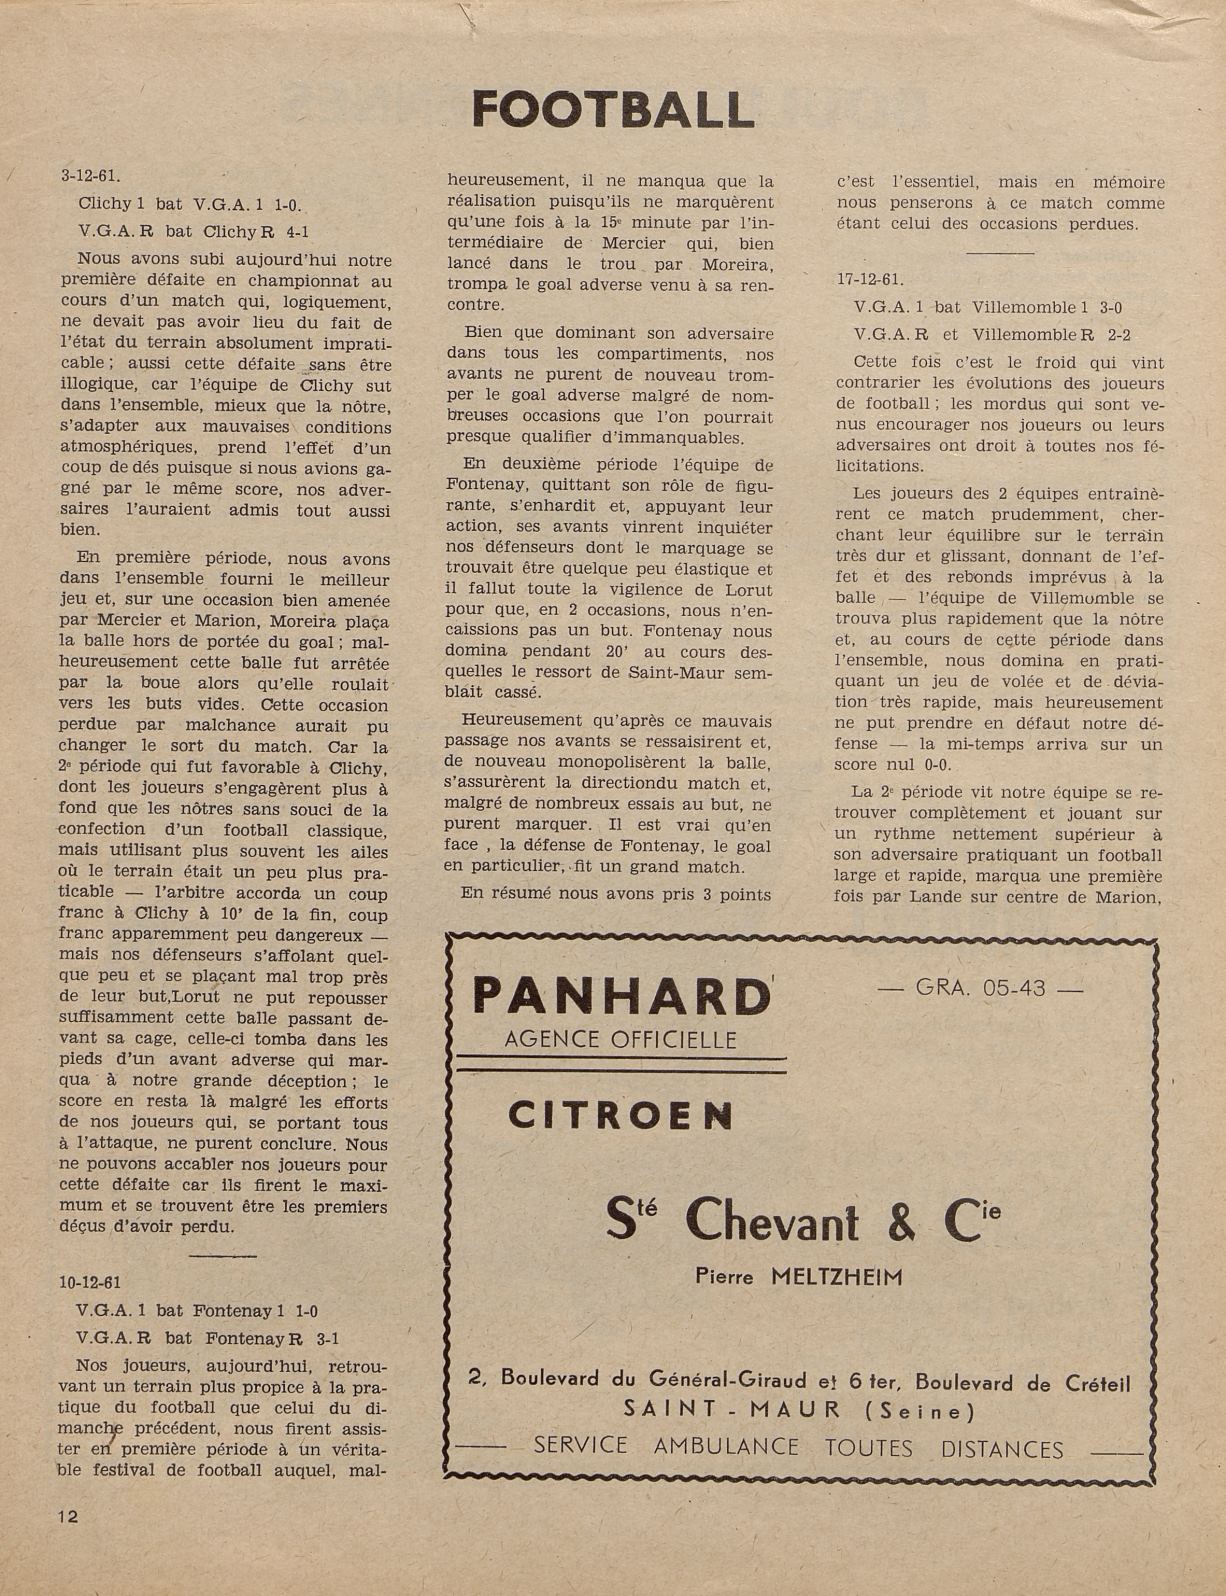 FOOTBALL
3-12-61.
Clichy 1 bat V.G.A. 1 1-0.
V.G.A. R bat Clichy R 4-1
Nous avons subi aujourd'hui notre
première défaite en championnat au
cours d'un match qui, logiquement,
ne devait pas avoir lieu du fait de
l'état du terrain absolument imprati-
cable ; aussi cette défaite sans être
illogique, car l'équipe de Clichy sut
dans l'ensemble, mieux que la nôtre,
s'adapter aux mauvaises conditions
atmosphériques, prend l'effet d'un
coup de dés puisque si nous avions ga-
gné par le même score, nos adver-
saires l'auraient admis tout aussi
bien.
En première période, nous avons
dans l'ensemble fourni le meilleur
jeu et, sur une occasion bien amenée
par Mercier et Marion, Moreira plaça
la balle hors de portée du goal ; mal-
heureusement cette balle fut arrêtée
par la boue alors qu'elle roulait
vers les buts vides. Cette occasion
perdue par malchance aurait pu
changer le sort du match. Car la
2e période qui fut favorable à Clichy,
dont les joueurs s'engagèrent plus à
fond que les nôtres sans souci de la
confection d'un football classique,
mais utilisant plus souvent les ailes
où le terrain était un peu plus pra-
ticable — l'arbitre accorda un coup
franc à Clichy à 10' de la fin, coup
franc apparemment peu dangereux —
mais nos défenseurs s'affolant quel-
que peu et se plaçant mal trop près
de leur but,Lorut ne put repousser
suffisamment cette balle passant de-
vant sa cage, celle-ci tomba dans les
pieds d'un avant adverse qui mar-
qua à notre grande déception ; le
score en resta là malgré les efforts
de nos joueurs qui, se portant tous
à l'attaque, ne purent conclure. Nous
ne pouvons accabler nos joueurs pour
cette défaite car ils firent le maxi-
mum et se trouvent être les premiers
déçus d'avoir perdu.
10-12-61
V.G.A. 1 bat Fontenay 1 1-0
V.G.A. R bat Fontenay R 3-1
Nos joueurs, aujourd'hui, retrou-
vant un terrain plus propice à la pra-
tique du football que celui du di-
manche précédent, nous firent assis-
ter en première période à un vérita-
ble festival de football auquel, mal-
heureusement, il ne manqua que la
réalisation puisqu'ils ne marquèrent
qu'une fois à la 15e minute par l'in-
termédiaire de Mercier qui, bien
lancé dans le trou par Moreira,
trompa le goal adverse venu à sa ren-
contre.
Bien que dominant son adversaire
dans tous les compartiments, nos
avants ne purent de nouveau trom-
per le goal adverse malgré de nom-
breuses occasions que l'on pourrait
presque qualifier d'immanquables.
En deuxième période l'équipe de
Fontenay, quittant son rôle de figu-
rante, s'enhardit et, appuyant leur
action, ses avants vinrent inquiéter
nos défenseurs dont le marquage se
trouvait être quelque peu élastique et
il fallut toute la vigilence de Lorut
pour que, en 2 occasions, nous n'en-
caissions pas un but. Fontenay nous
domina pendant 20' au cours des-
quelles le ressort de Saint-Maur sem-
blait cassé.
Heureusement qu'après ce mauvais
passage nos avants se ressaisirent et,
de nouveau monopolisèrent la balle,
s'assurèrent la directiondu match et,
malgré de nombreux essais au but, ne
purent marquer. Il est vrai qu'en
face , la défense de Fontenay, le goal
en particulier, fit un grand match.
En résumé nous avons pris 3 points
c'est l'essentiel, mais en mémoire
nous penserons à ce match comme
étant celui des occasions perdues.
17-12-61.
V.G.A. 1 bat Villemomble 1 3-0
V.G.A. R et Villemomble R 2-2
Cette fois c'est le froid qui vint
contrarier les évolutions des joueurs
de football ; les mordus qui sont ve-
nus encourager nos joueurs ou leurs
adversaires ont droit à toutes nos fé-
licitations.
Les joueurs des 2 équipes entraînè-
rent ce match prudemment, cher-
chant leur équilibre sur le terrain
très dur et glissant, donnant de l'ef-
fet et des rebonds imprévus à la
balle — l'équipe de Villemomble se
trouva plus rapidement que la nôtre
et, au cours de cette période dans
l'ensemble, nous domina en prati-
quant un jeu de volée et de dévia-
tion très rapide, mais heureusement
ne put prendre en défaut notre dé-
fense — la mi-temps arriva sur un
score nul 0-0.
La 2e période vit notre équipe se re-
trouver complètement et jouant sur
un rythme nettement supérieur à
son adversaire pratiquant un football
large et rapide, marqua une première
fois par Lande sur centre de Marion,
PANHARD
— GRA. 05-43 —
AGENCE OFFICIELLE
CITROEN
Sté Chevant & Cie
Pierre MELTZHEIM
2, Boulevard du Général-Giraud et 6 ter, Boulevard de Créteil
SAINT-MAUR (Seine)
— SERVICE AMBULANCE TOUTES DISTANCES —
12